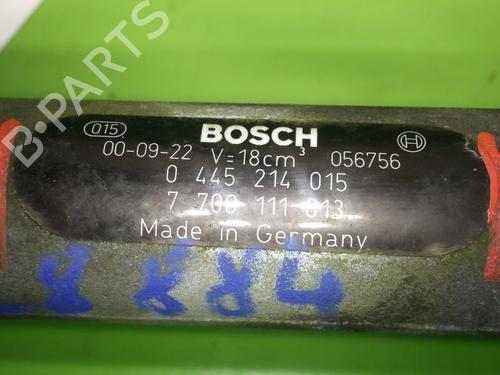 B-PARTS
015 BOSCH
00-09-22 V=18cm³ 056756
0 445 214 015
7 700 111 013
Made in Germany